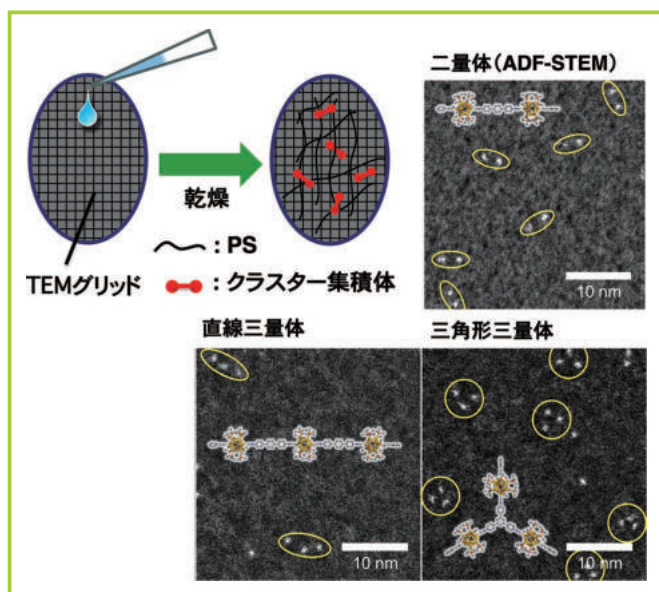 乾燥
TEMグリッド
: PS
: クラスター集積体
二量体(ADF-STEM)
10 nm
直線三量体
10 nm
三角形三量体
10 nm